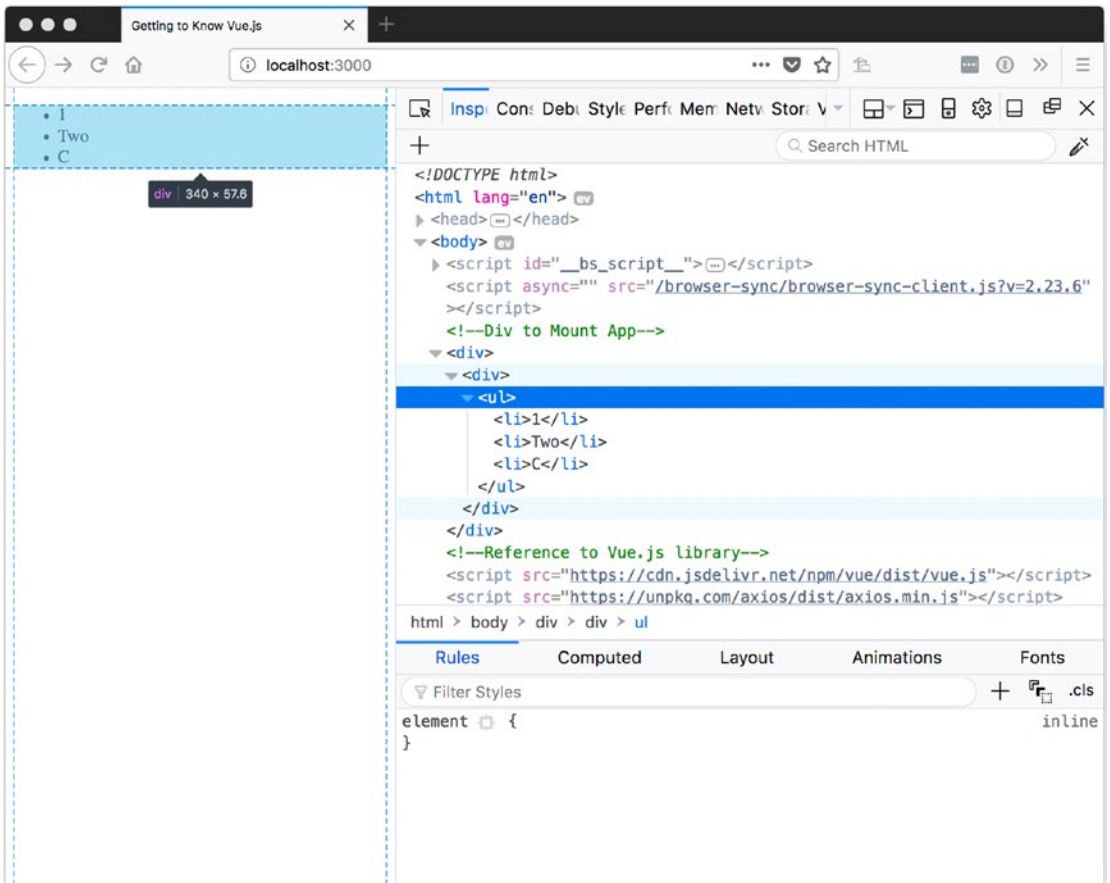 Getting to Know Vue.js
localhost:3000
• 1
• Two
• C
div | 340 × 57.6
Insp Cons Debu Style Perfo Mem Netw Stora V
Search HTML
<!DOCTYPE html>
<html lang="en"> ev
<head>…</head>
<body> ev
<script id="__bs_script__">…</script>
<script async="" src="/browser-sync/browser-sync-client.js?v=2.23.6"
></script>
<!--Div to Mount App-->
<div>
<div>
<ul>
<li>1</li>
<li>Two</li>
<li>C</li>
</ul>
</div>
</div>
<!--Reference to Vue.js library-->
<script src="https://cdn.jsdelivr.net/npm/vue/dist/vue.js"></script>
<script src="https://unpkg.com/axios/dist/axios.min.js"></script>
html > body > div > div > ul
Rules Computed Layout Animations Fonts
Filter Styles + .cls
element { inline
}